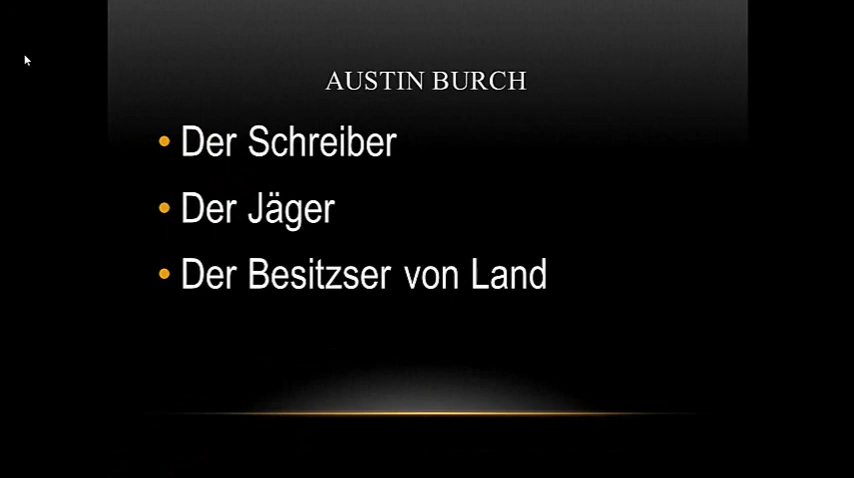 AUSTIN BURCH
• Der Schreiber
• Der Jäger
• Der Besitzser von Land